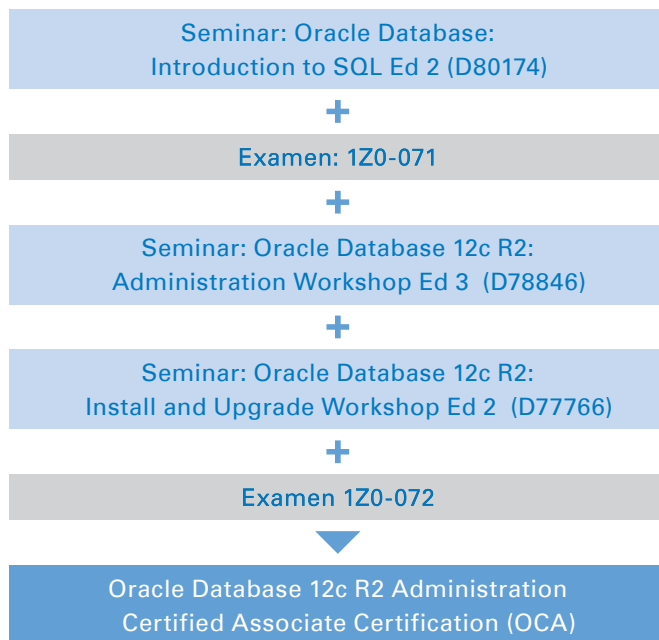 Seminar: Oracle Database:
Introduction to SQL Ed 2 (D80174)
+
Examen: 1Z0-071
+
Seminar: Oracle Database 12c R2:
Administration Workshop Ed 3 (D78846)
+
Seminar: Oracle Database 12c R2:
Install and Upgrade Workshop Ed 2 (D77766)
+
Examen 1Z0-072
Oracle Database 12c R2 Administration
Certified Associate Certification (OCA)